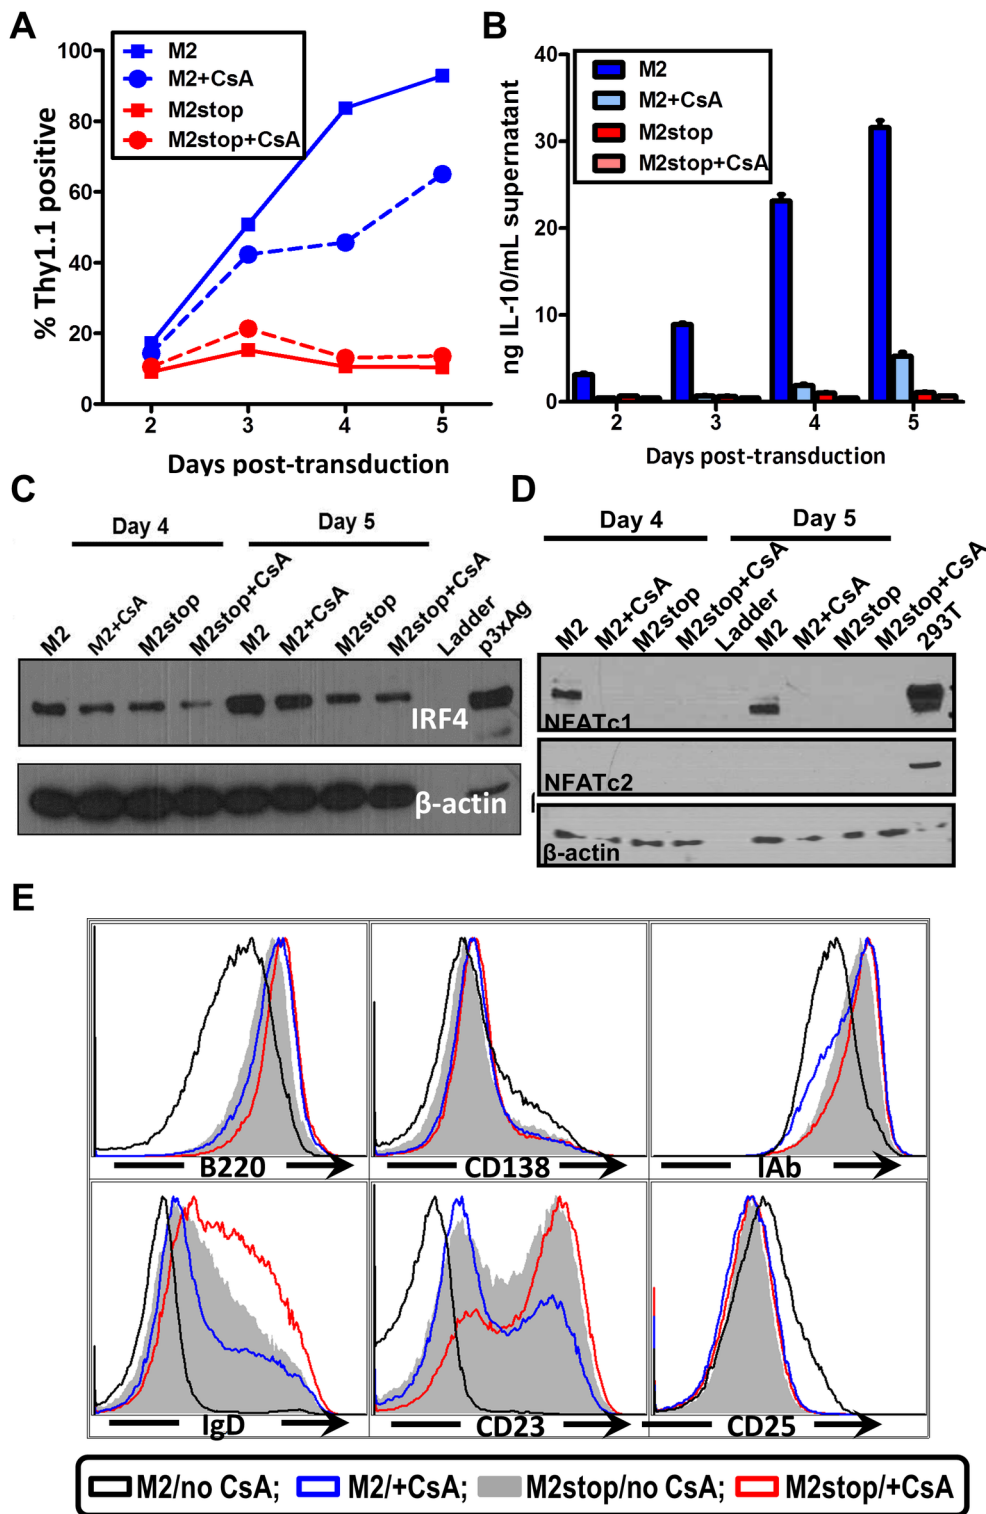 A
% Thy1.1 positive
100
80
60
40
20
0
M2
M2+CsA
M2stop
M2stop+CsA
2 3 4 5
Days post-transduction
B
ng IL-10/mL supernatant
40
30
20
10
0
M2
M2+CsA
M2stop
M2stop+CsA
2 3 4 5
Days post-transduction
C
Day 4 Day 5
M2 M2+CsA M2stop M2stop+CsA M2 M2+CsA M2stop M2stop+CsA Ladder p3xAg
IRF4
β-actin
D
Day 4 Day 5
M2 M2+CsA M2stop M2stop+CsA Ladder M2 M2+CsA M2stop M2stop+CsA 293T
NFATc1
NFATc2
β-actin
E
B220 CD138 IAb
IgD CD23 CD25
M2/no CsA; M2/+CsA; M2stop/no CsA; M2stop/+CsA